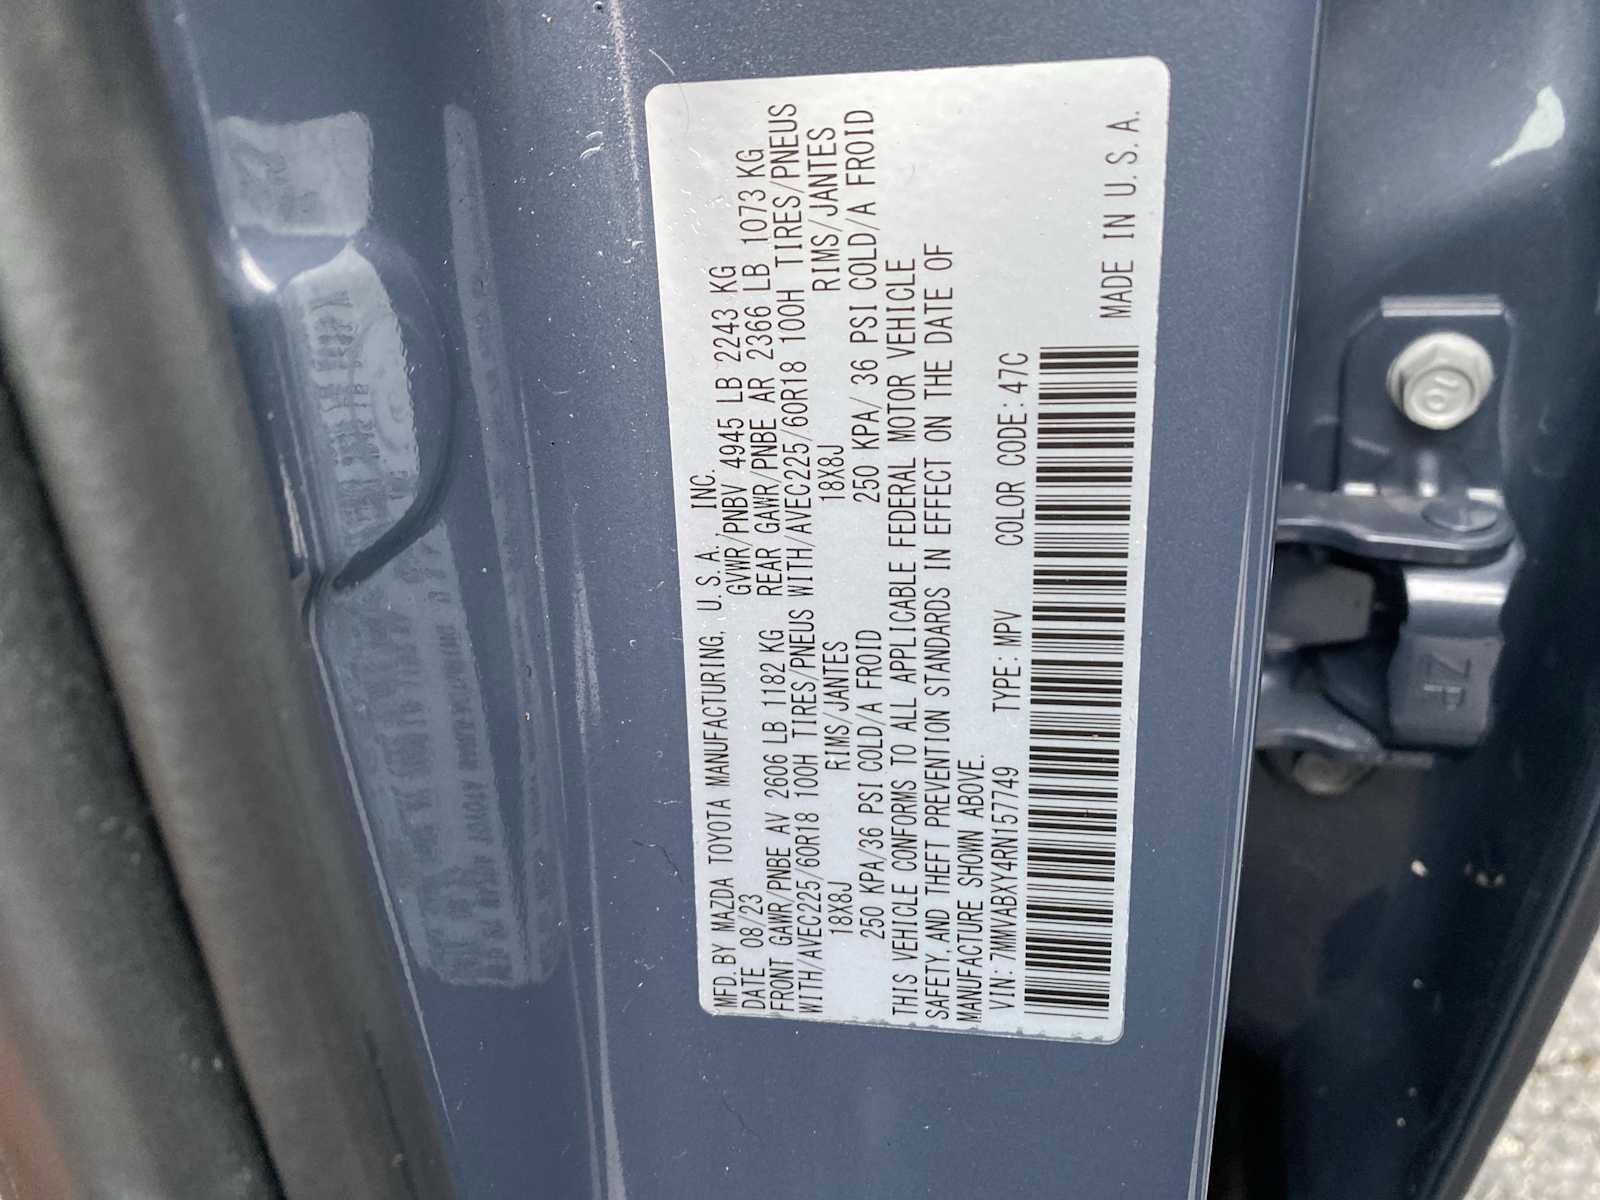 MFD. BY MAZDA TOYOTA MANUFACTURING, U.S.A., INC.
DATE 08/23 GVWR/PNBV 4945 LB 2243 KG
FRONT GAWR/PNBE AV 2606 LB 1182 KG REAR GAWR/PNBE AR 2366 LB 1073 KG
WITH/AVEC225/60R18 100H TIRES/PNEUS WITH/AVEC225/60R18 100H TIRES/PNEUS
18X8J RIMS/JANTES 18X8J RIMS/JANTES
250 KPA/36 PSI COLD/A FROID 250 KPA/ 36 PSI COLD/A FROID
THIS VEHICLE CONFORMS TO ALL APPLICABLE FEDERAL MOTOR VEHICLE
SAFETY, AND THEFT PREVENTION STANDARDS IN EFFECT ON THE DATE OF
MANUFACTURE SHOWN ABOVE.
VIN: 7MMVABXY4RN157749 TYPE: MPV COLOR CODE: 47C
MADE IN U.S.A.
ZP